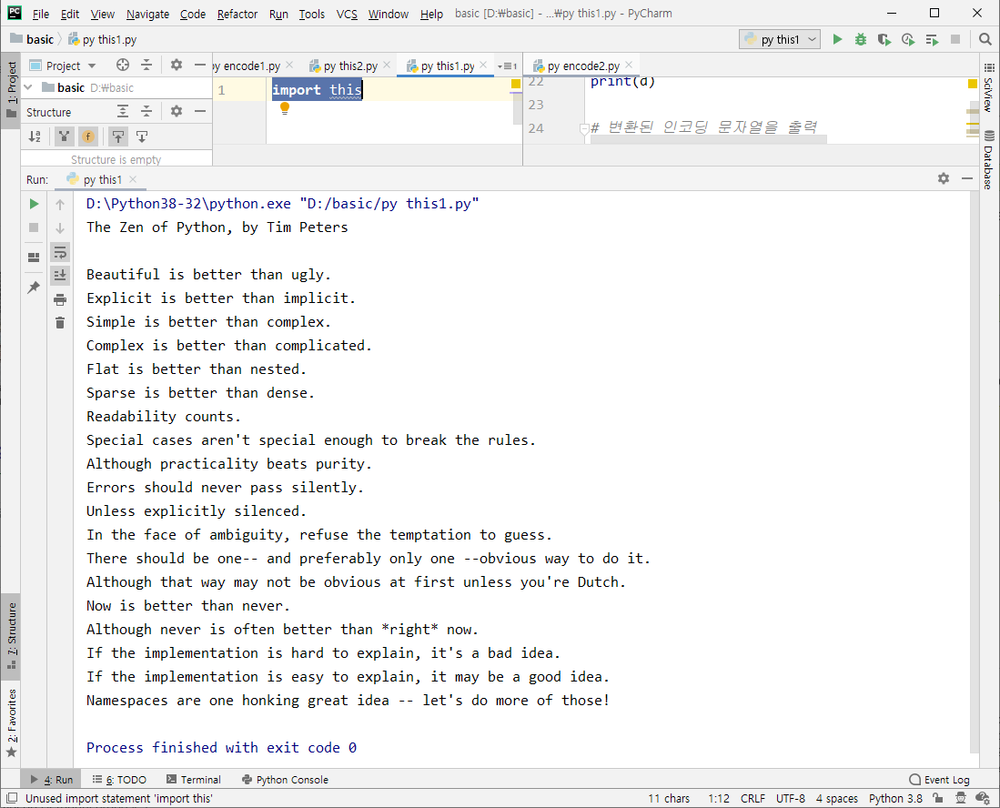 PC File Edit View Navigate Code Refactor Run Tools VCS Window Help basic [D:₩basic] - ...₩py this1.py - PyCharm
basic py this1.py py this1
1: Project
Project
py encode1.py py this2.py py this1.py 1 py encode2.py
basic D:₩basic
1 import this
22 print(d)
23
24 # 변환된 인코딩 문자열을 출력
Structure
Structure is empty
SciView
Database
Run: py this1
D:\Python38-32\python.exe "D:/basic/py this1.py"
The Zen of Python, by Tim Peters

Beautiful is better than ugly.
Explicit is better than implicit.
Simple is better than complex.
Complex is better than complicated.
Flat is better than nested.
Sparse is better than dense.
Readability counts.
Special cases aren't special enough to break the rules.
Although practicality beats purity.
Errors should never pass silently.
Unless explicitly silenced.
In the face of ambiguity, refuse the temptation to guess.
There should be one-- and preferably only one --obvious way to do it.
Although that way may not be obvious at first unless you're Dutch.
Now is better than never.
Although never is often better than *right* now.
If the implementation is hard to explain, it's a bad idea.
If the implementation is easy to explain, it may be a good idea.
Namespaces are one honking great idea -- let's do more of those!

Process finished with exit code 0
7: Structure
2: Favorites
4: Run 6: TODO Terminal Python Console Event Log
Unused import statement 'import this' 11 chars 1:12 CRLF UTF-8 4 spaces Python 3.8